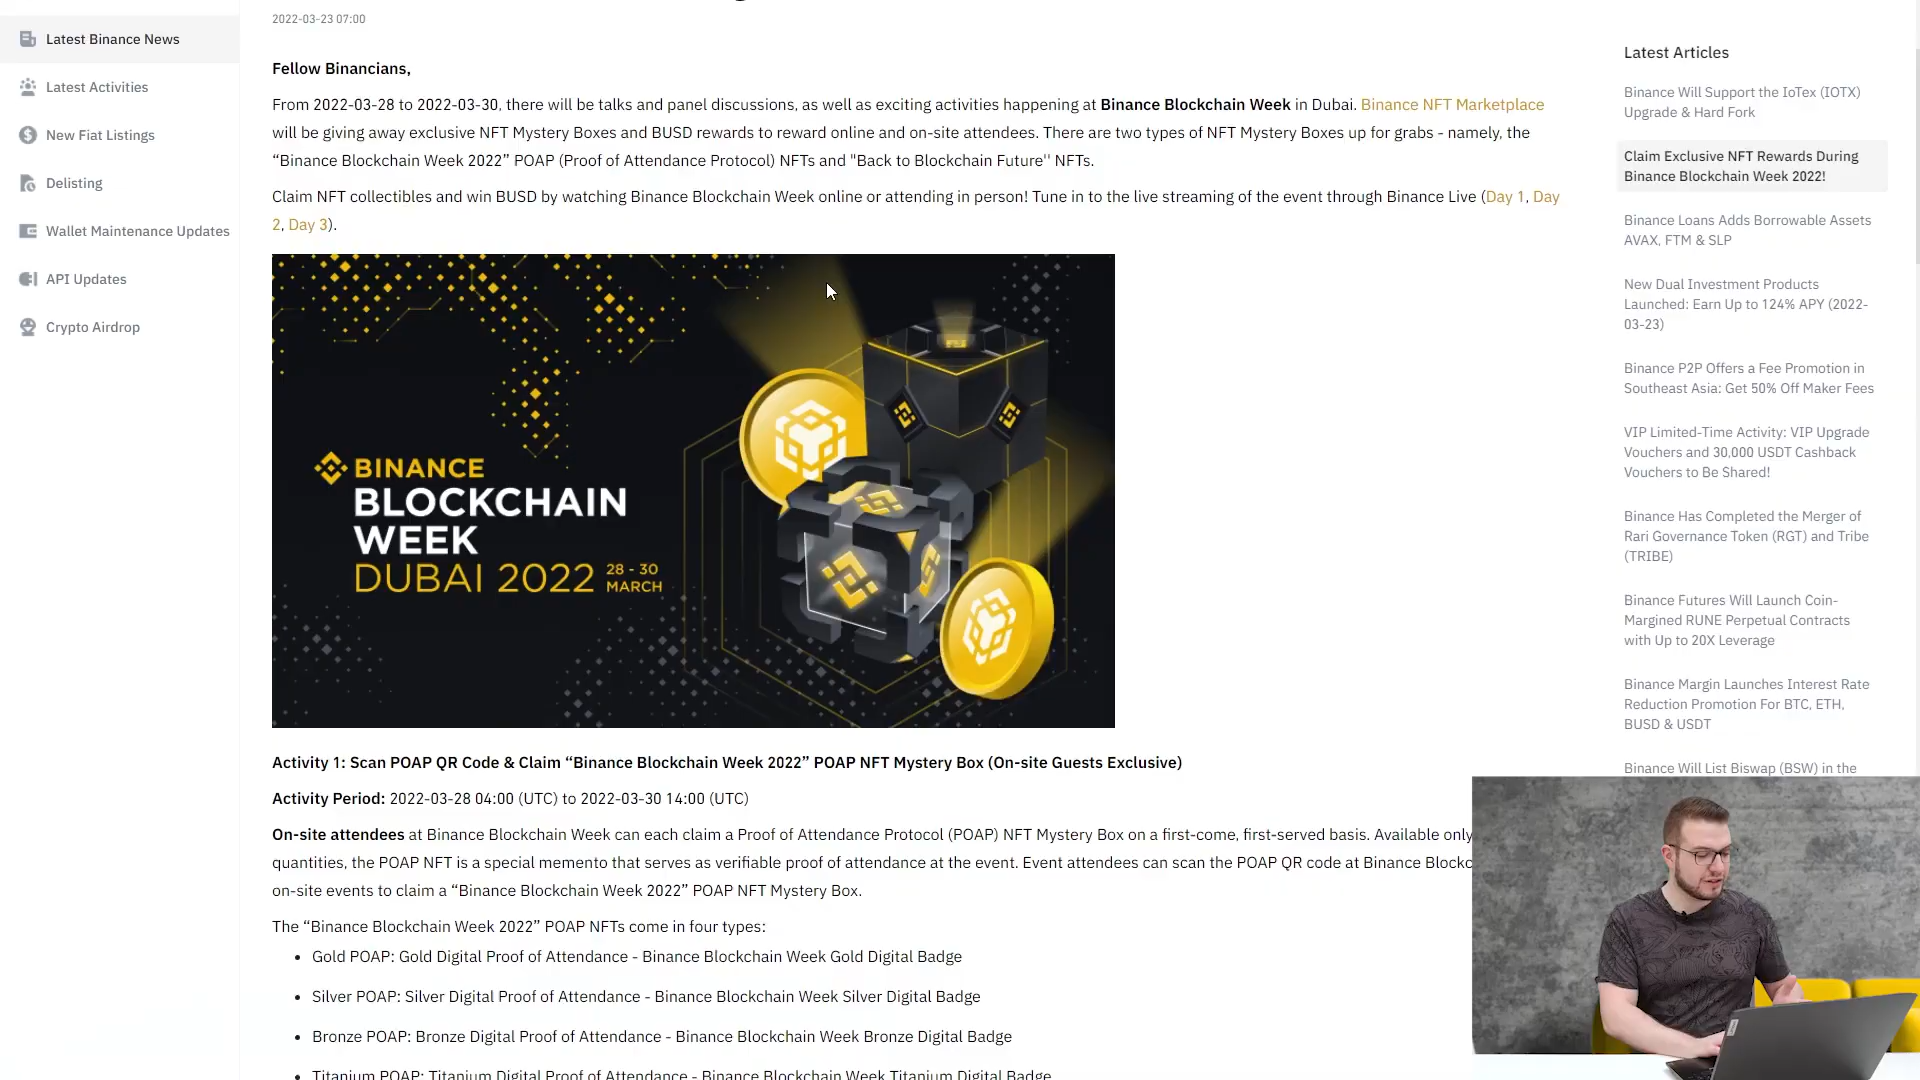 2022-03-23 07:00
Latest Binance News
Latest Activities
New Fiat Listings
Delisting
Wallet Maintenance Updates
API Updates
Crypto Airdrop
Fellow Binancians,
From 2022-03-28 to 2022-03-30, there will be talks and panel discussions, as well as exciting activities happening at Binance Blockchain Week in Dubai. Binance NFT Marketplace
will be giving away exclusive NFT Mystery Boxes and BUSD rewards to reward online and on-site attendees. There are two types of NFT Mystery Boxes up for grabs - namely, the
“Binance Blockchain Week 2022” POAP (Proof of Attendance Protocol) NFTs and "Back to Blockchain Future'' NFTs.
Claim NFT collectibles and win BUSD by watching Binance Blockchain Week online or attending in person! Tune in to the live streaming of the event through Binance Live (Day 1, Day
2, Day 3).
BINANCE
BLOCKCHAIN
WEEK
DUBAI 2022 28 - 30
MARCH
Activity 1: Scan POAP QR Code & Claim “Binance Blockchain Week 2022” POAP NFT Mystery Box (On-site Guests Exclusive)
Activity Period: 2022-03-28 04:00 (UTC) to 2022-03-30 14:00 (UTC)
On-site attendees at Binance Blockchain Week can each claim a Proof of Attendance Protocol (POAP) NFT Mystery Box on a first-come, first-served basis. Available only
quantities, the POAP NFT is a special memento that serves as verifiable proof of attendance at the event. Event attendees can scan the POAP QR code at Binance Blockc
on-site events to claim a “Binance Blockchain Week 2022” POAP NFT Mystery Box.
The “Binance Blockchain Week 2022” POAP NFTs come in four types:
• Gold POAP: Gold Digital Proof of Attendance - Binance Blockchain Week Gold Digital Badge
• Silver POAP: Silver Digital Proof of Attendance - Binance Blockchain Week Silver Digital Badge
• Bronze POAP: Bronze Digital Proof of Attendance - Binance Blockchain Week Bronze Digital Badge
• Titanium POAP: Titanium Digital Proof of Attendance - Binance Blockchain Week Titanium Digital Badge
Latest Articles
Binance Will Support the IoTex (IOTX)
Upgrade & Hard Fork
Claim Exclusive NFT Rewards During
Binance Blockchain Week 2022!
Binance Loans Adds Borrowable Assets
AVAX, FTM & SLP
New Dual Investment Products
Launched: Earn Up to 124% APY (2022-
03-23)
Binance P2P Offers a Fee Promotion in
Southeast Asia: Get 50% Off Maker Fees
VIP Limited-Time Activity: VIP Upgrade
Vouchers and 30,000 USDT Cashback
Vouchers to Be Shared!
Binance Has Completed the Merger of
Rari Governance Token (RGT) and Tribe
(TRIBE)
Binance Futures Will Launch Coin-
Margined RUNE Perpetual Contracts
with Up to 20X Leverage
Binance Margin Launches Interest Rate
Reduction Promotion For BTC, ETH,
BUSD & USDT
Binance Will List Biswap (BSW) in the